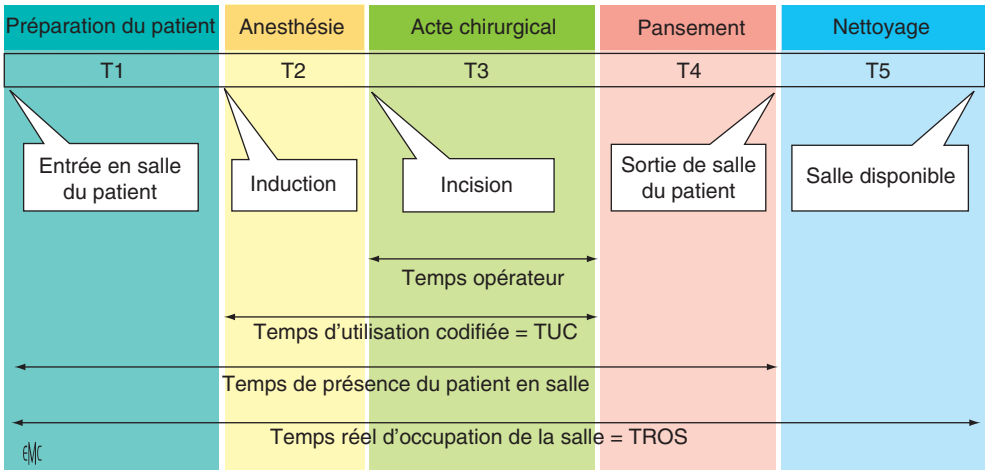 Préparation du patient
Anesthésie
Acte chirurgical
Pansement
Nettoyage
T1
T2
T3
T4
T5
Entrée en salle
du patient
Induction
Incision
Sortie de salle
du patient
Salle disponible
Temps opérateur
Temps d'utilisation codifiée = TUC
Temps de présence du patient en salle
Temps réel d'occupation de la salle = TROS
EMC